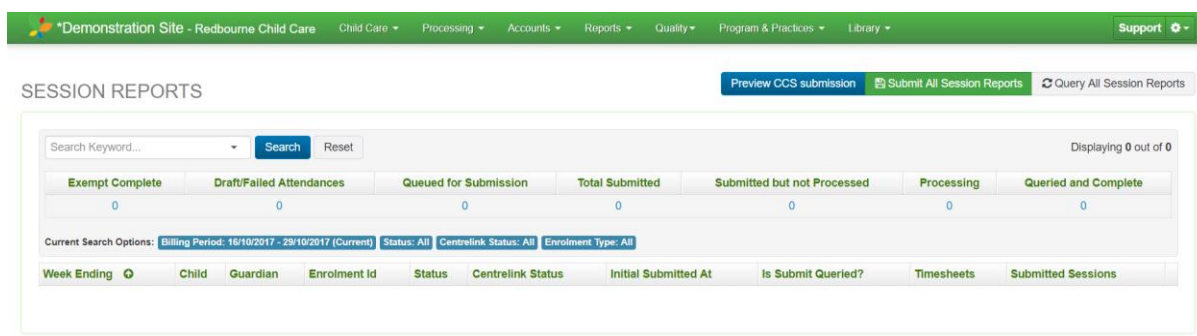 *Demonstration Site - Redbourne Child Care Child Care Processing Accounts Reports Quality Program & Practices Library Support
SESSION REPORTS
Preview CCS submission Submit All Session Reports Query All Session Reports
Search Keyword... Search Reset Displaying 0 out of 0
Exempt Complete Draft/Failed Attendances Queued for Submission Total Submitted Submitted but not Processed Processing Queried and Complete
0 0 0 0 0 0 0
Current Search Options: Billing Period: 16/10/2017 - 29/10/2017 (Current) Status: All Centrelink Status: All Enrolment Type: All
Week Ending Child Guardian Enrolment Id Status Centrelink Status Initial Submitted At Is Submit Queried? Timesheets Submitted Sessions